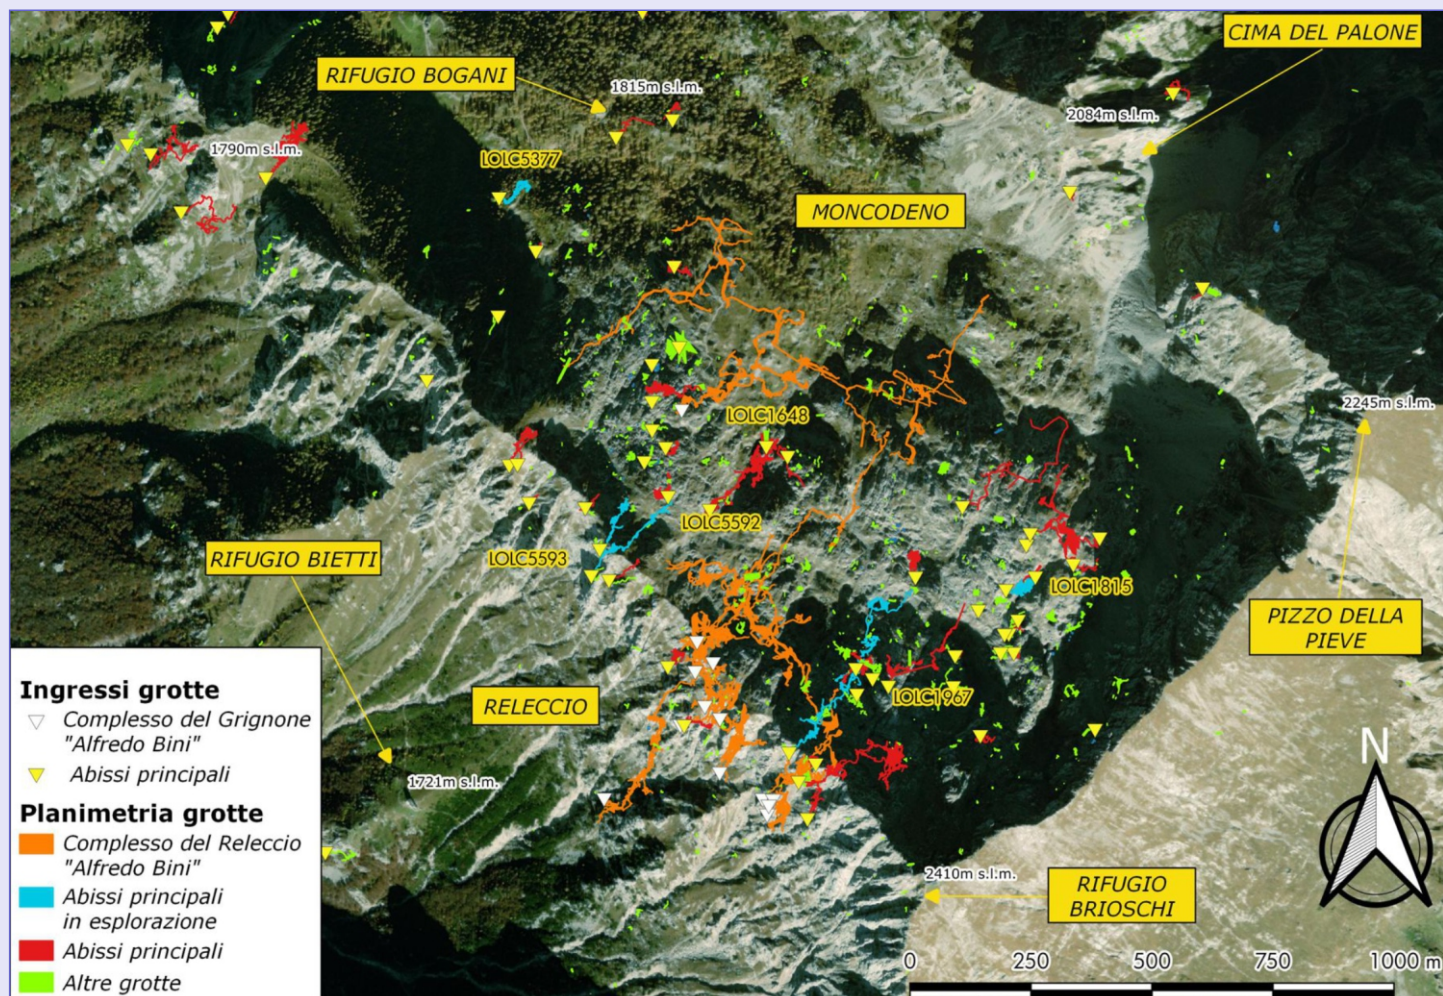 CIMA DEL PALONE
RIFUGIO BOGANI
1815m s.l.m.
2084m s.l.m.
1790m s.l.m.
LOLC5377
MONCODENO
2245m s.l.m.
LOLC1648
LOLC5592
RIFUGIO BIETTI
LOLC5593
LOLC1815
PIZZO DELLA
PIEVE
RELECCIO
LOLC1967
1721m s.l.m.
2410m s.l.m.
RIFUGIO
BRIOSCHI
N
0 250 500 750 1000 m
Ingressi grotte
Complesso del Grignone
"Alfredo Bini"
Abissi principali
Planimetria grotte
Complesso del Releccio
"Alfredo Bini"
Abissi principali
in esplorazione
Abissi principali
Altre grotte